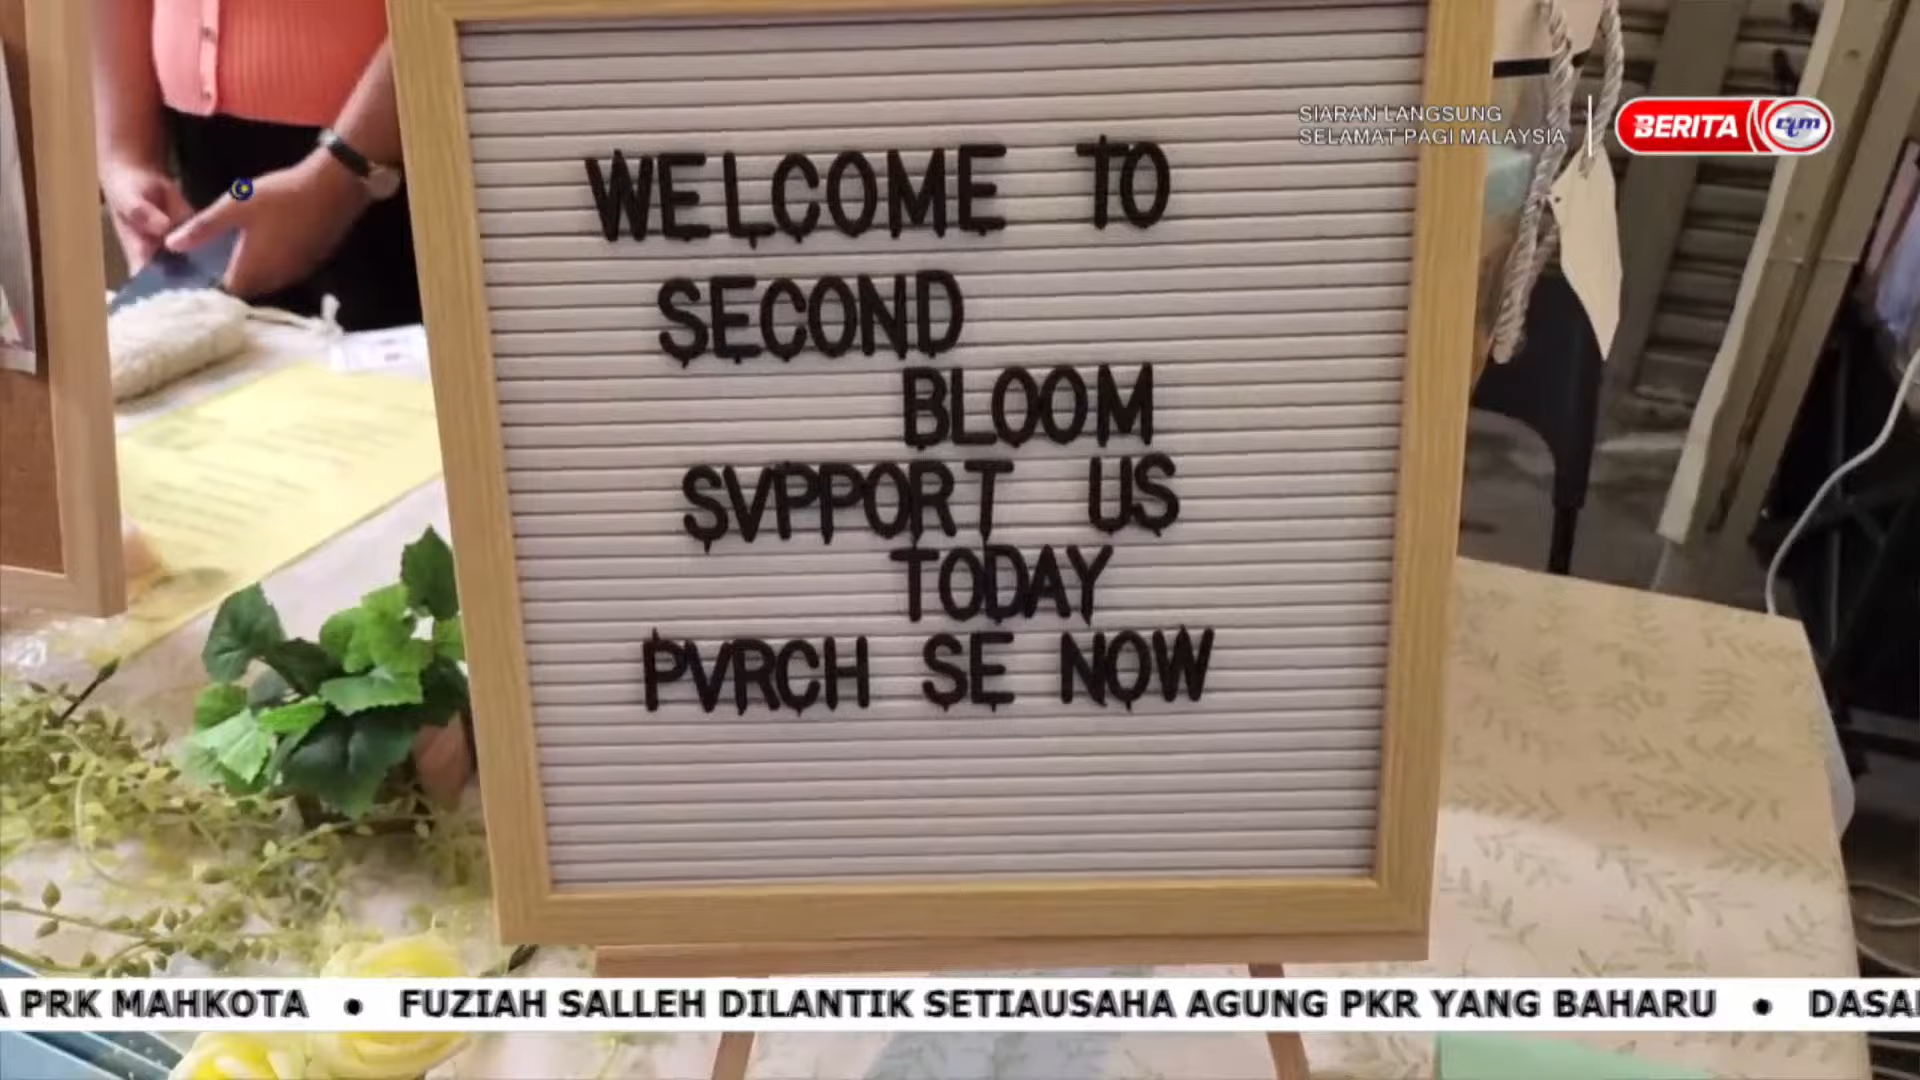 SIARAN LANGSUNG
SELAMAT PAGI MALAYSIA
BERITA rtm
WELCOME TO
SECOND
BLOOM
SVPPORT US
TODAY
PVRCH SE NOW
A PRK MAHKOTA • FUZIAH SALLEH DILANTIK SETIAUSAHA AGUNG PKR YANG BAHARU • DASA